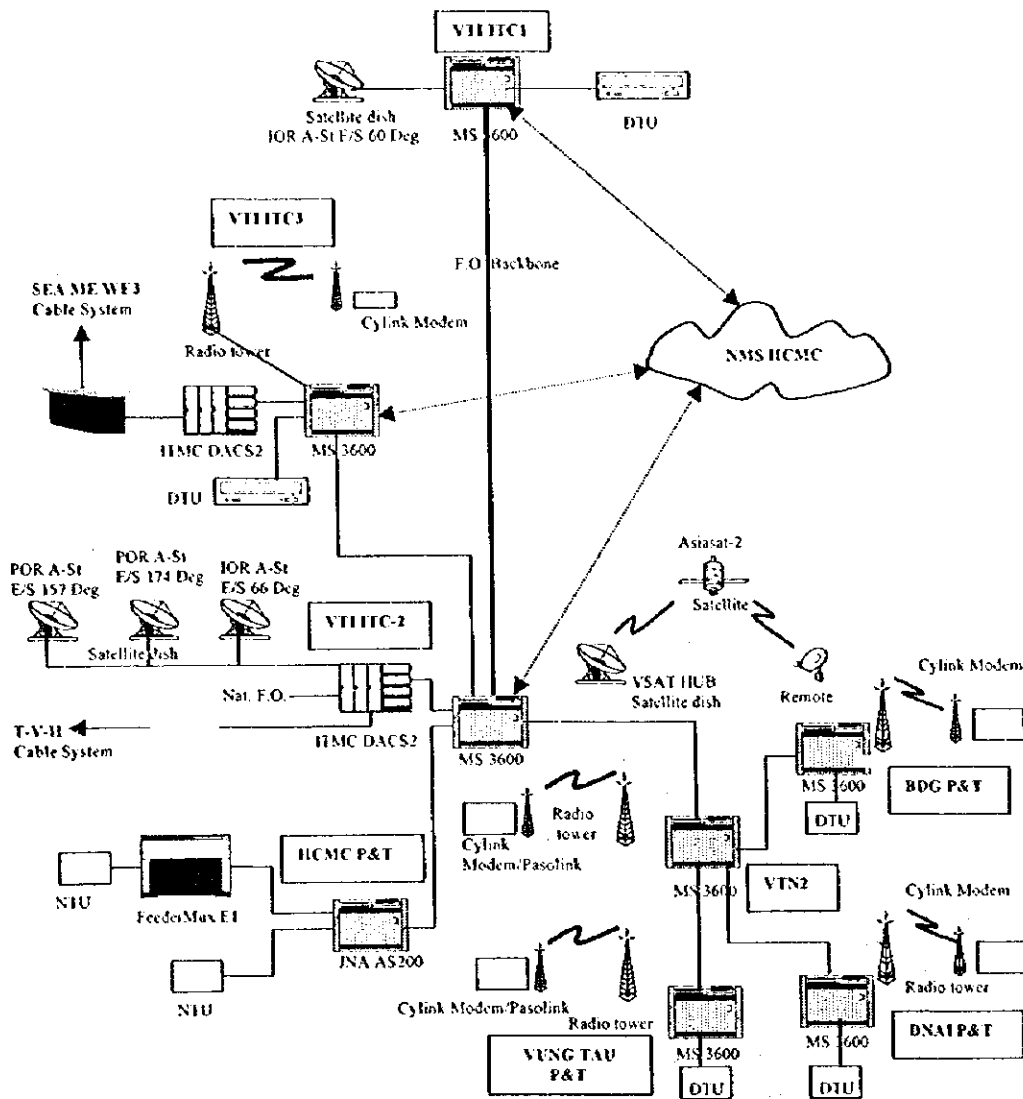 VTI ITC1
Satellite dish
IOR A-St E/S 60 Deg
MS 3600
DTU
VTI ITC3
F.O. Backbone
SEA ME WE3
Cable System
Cylink Modem
Radio tower
NMS HCMC
ITMC DACS2
MS 3600
DTU
Asiasat-2
Satellite
POR A-St
E/S 157 Deg
POR A-St
E/S 174 Deg
IOR A-St
E/S 66 Deg
VTI ITC-2
Satellite dish
Nat. F.O.
VSAT HUB
Satellite dish
Remote
Cylink Modem
T-V-H
Cable System
ITMC DACS2
MS 3600
MS 3600
BDG P&T
DTU
Radio
tower
Cylink
Modem/Pasolink
HCMC P&T
MS 3600
VTN2
NTU
FeederMux E1
JNA AS200
Cylink Modem
NTU
Cylink Modem/Pasolink
Radio tower
Radio tower
MS 3600
MS 3600
DNAI P&T
VUNG TAU
P&T
DTU
DTU